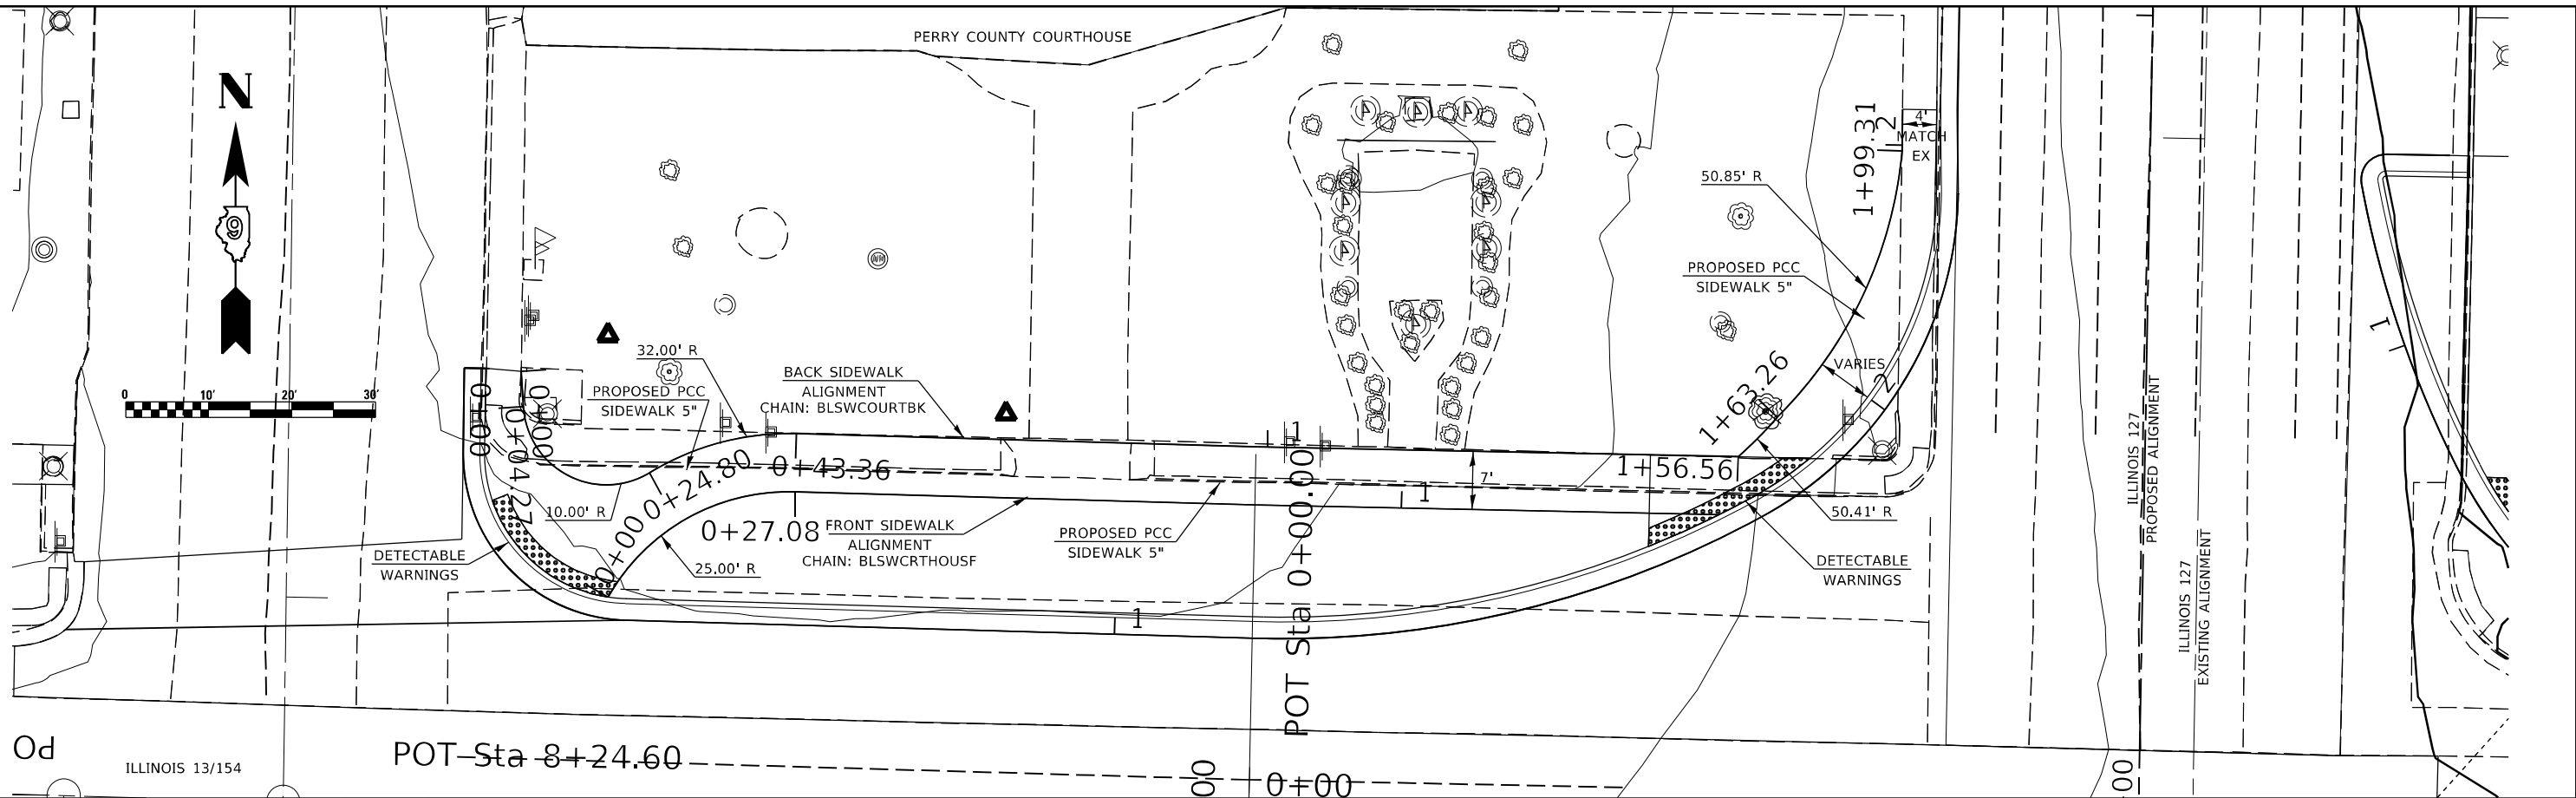 PERRY COUNTY COURTHOUSE
N
9
0 10' 20' 30'
32.00' R
PROPOSED PCC
SIDEWALK 5"
BACK SIDEWALK
ALIGNMENT
CHAIN: BLSWCOURTBK
0+00
0+04.27
0+00
10.00' R
0+24.80
0+43.36
0+00
0+27.08
25.00' R
DETECTABLE
WARNINGS
FRONT SIDEWALK
ALIGNMENT
CHAIN: BLSWCRTHOUSF
PROPOSED PCC
SIDEWALK 5"
1
1
1
7'
POT Sta 0+00.00
1+56.56
1+63.26
50.41' R
DETECTABLE
WARNINGS
VARIES
2
PROPOSED PCC
SIDEWALK 5"
50.85' R
1+99.31
2
4'
MATCH
EX
ILLINOIS 127
PROPOSED ALIGNMENT
ILLINOIS 127
EXISTING ALIGNMENT
1
PO
ILLINOIS 13/154
POT Sta 8+24.60
00
0+00
00